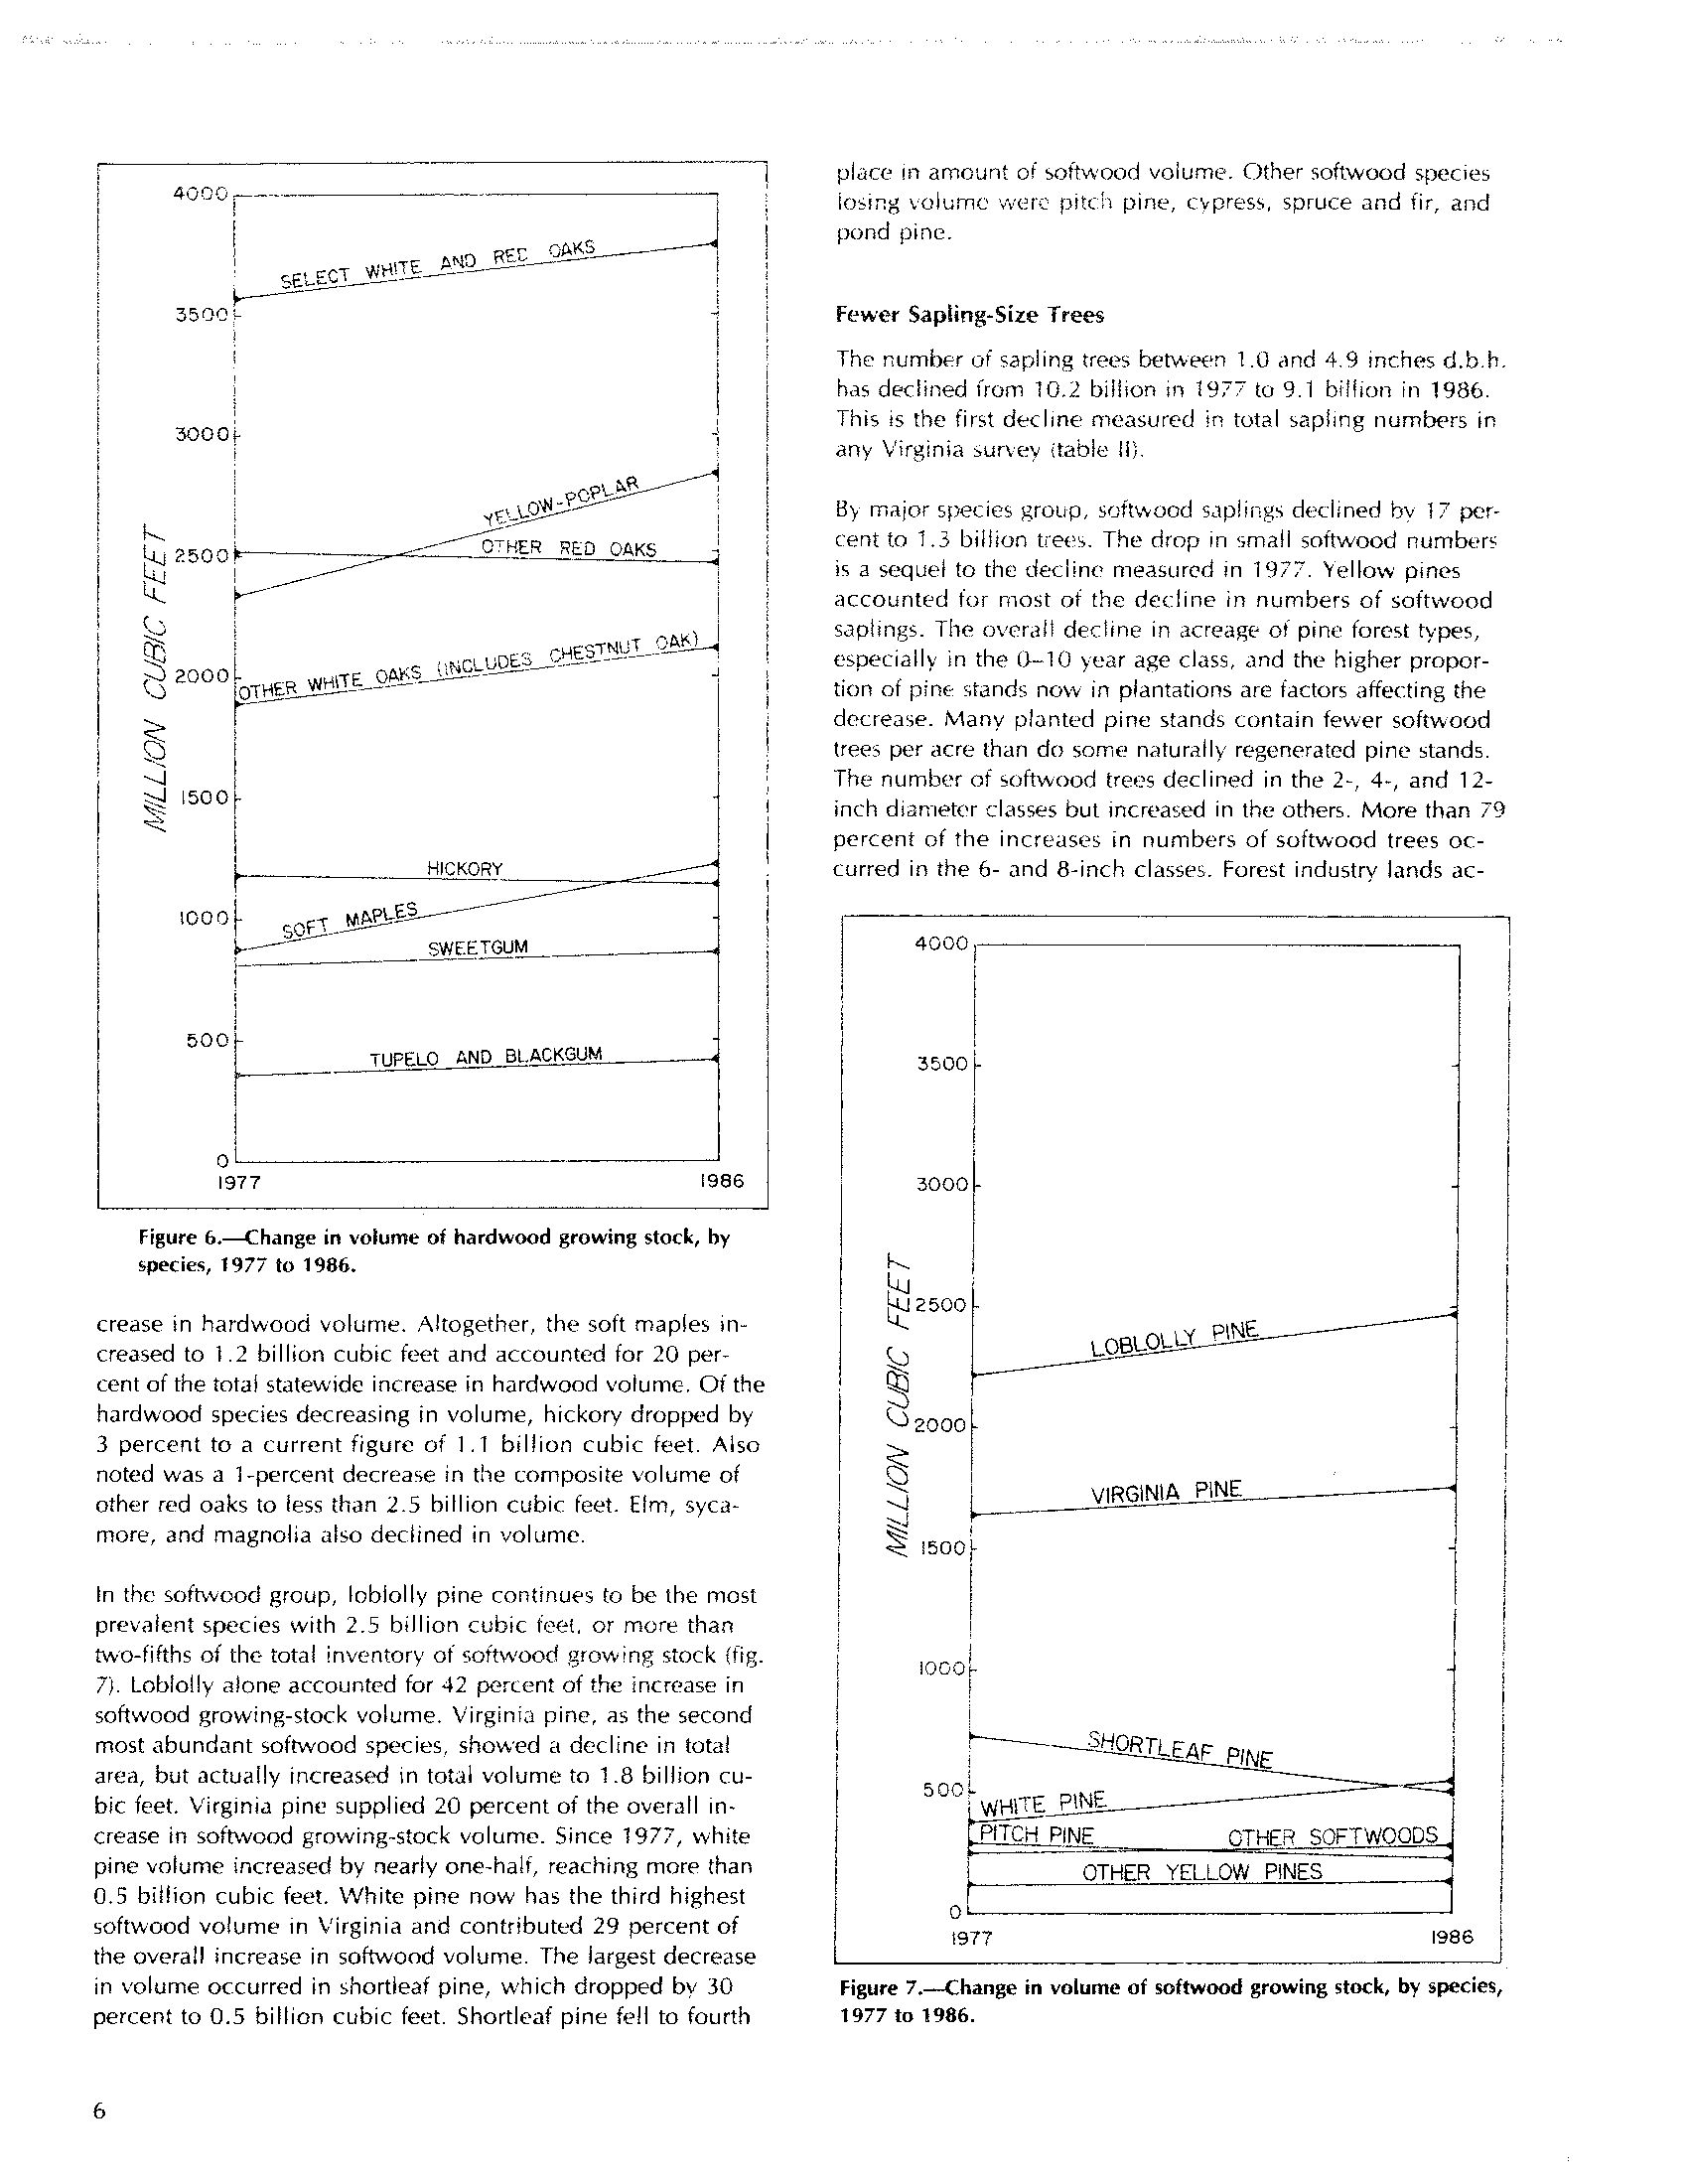 4000
SELECT WHITE AND RED OAKS
3500
3000
YELLOW-POPLAR
OTHER RED OAKS
2500
OTHER WHITE OAKS (INCLUDES CHESTNUT OAK)
2000
MILLION CUBIC FEET
1500
HICKORY
1000
SOFT MAPLES
SWEETGUM
500
TUPELO AND BLACKGUM
0
1977 1986
Figure 6.—Change in volume of hardwood growing stock, by
species, 1977 to 1986.
crease in hardwood volume. Altogether, the soft maples in-
creased to 1.2 billion cubic feet and accounted for 20 per-
cent of the total statewide increase in hardwood volume. Of the
hardwood species decreasing in volume, hickory dropped by
3 percent to a current figure of 1.1 billion cubic feet. Also
noted was a 1-percent decrease in the composite volume of
other red oaks to less than 2.5 billion cubic feet. Elm, syca-
more, and magnolia also declined in volume.
In the softwood group, loblolly pine continues to be the most
prevalent species with 2.5 billion cubic feet, or more than
two-fifths of the total inventory of softwood growing stock (fig.
7). Loblolly alone accounted for 42 percent of the increase in
softwood growing-stock volume. Virginia pine, as the second
most abundant softwood species, showed a decline in total
area, but actually increased in total volume to 1.8 billion cu-
bic feet. Virginia pine supplied 20 percent of the overall in-
crease in softwood growing-stock volume. Since 1977, white
pine volume increased by nearly one-half, reaching more than
0.5 billion cubic feet. White pine now has the third highest
softwood volume in Virginia and contributed 29 percent of
the overall increase in softwood volume. The largest decrease
in volume occurred in shortleaf pine, which dropped by 30
percent to 0.5 billion cubic feet. Shortleaf pine fell to fourth
place in amount of softwood volume. Other softwood species
losing volume were pitch pine, cypress, spruce and fir, and
pond pine.
Fewer Sapling-Size Trees
The number of sapling trees between 1.0 and 4.9 inches d.b.h.
has declined from 10.2 billion in 1977 to 9.1 billion in 1986.
This is the first decline measured in total sapling numbers in
any Virginia survey (table II).
By major species group, softwood saplings declined by 17 per-
cent to 1.3 billion trees. The drop in small softwood numbers
is a sequel to the decline measured in 1977. Yellow pines
accounted for most of the decline in numbers of softwood
saplings. The overall decline in acreage of pine forest types,
especially in the 0–10 year age class, and the higher propor-
tion of pine stands now in plantations are factors affecting the
decrease. Many planted pine stands contain fewer softwood
trees per acre than do some naturally regenerated pine stands.
The number of softwood trees declined in the 2-, 4-, and 12-
inch diameter classes but increased in the others. More than 79
percent of the increases in numbers of softwood trees oc-
curred in the 6- and 8-inch classes. Forest industry lands ac-
4000
3500
3000
2500
LOBLOLLY PINE
MILLION CUBIC FEET
2000
VIRGINIA PINE
1500
1000
SHORTLEAF PINE
500
WHITE PINE
PITCH PINE OTHER SOFTWOODS
OTHER YELLOW PINES
0
1977 1986
Figure 7.—Change in volume of softwood growing stock, by species,
1977 to 1986.
6